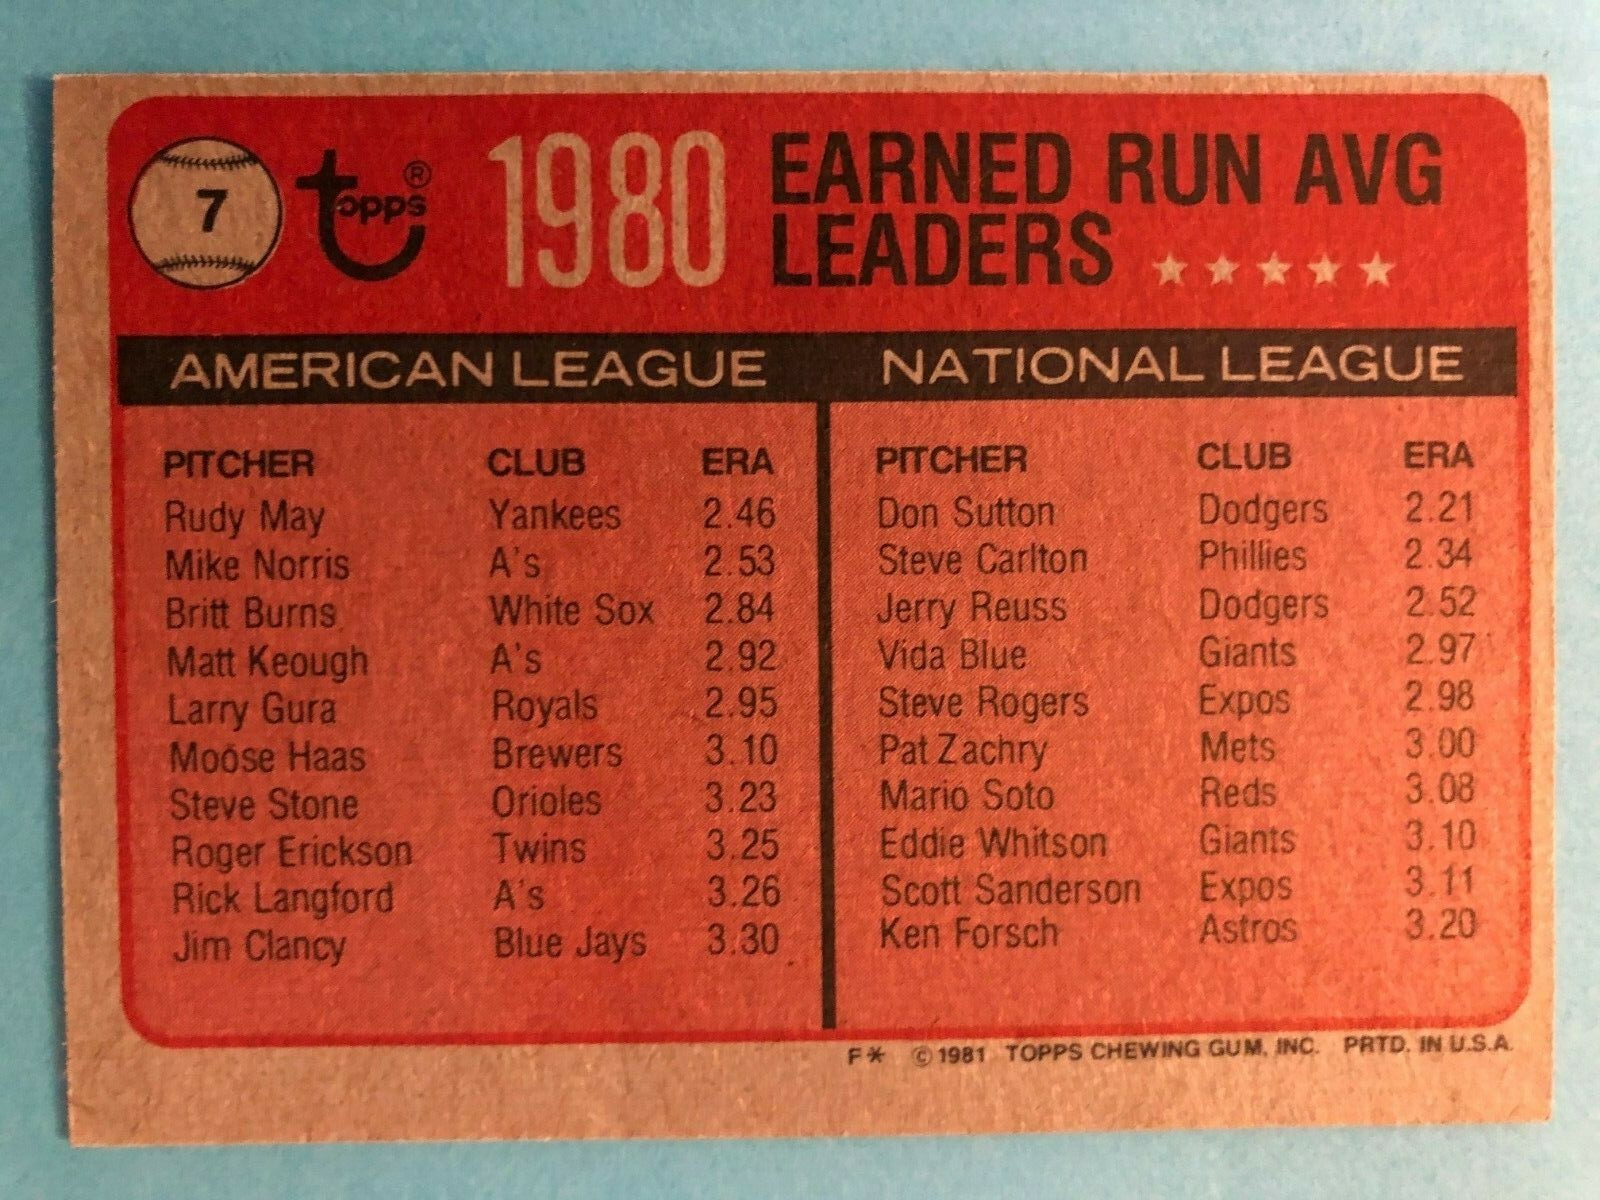 7 Topps® 1980 EARNED RUN AVG
LEADERS
AMERICAN LEAGUE
PITCHER CLUB ERA
Rudy May Yankees 2.46
Mike Norris A's 2.53
Britt Burns White Sox 2.84
Matt Keough A's 2.92
Larry Gura Royals 2.95
Moose Haas Brewers 3.10
Steve Stone Orioles 3.23
Roger Erickson Twins 3.25
Rick Langford A's 3.26
Jim Clancy Blue Jays 3.30
NATIONAL LEAGUE
PITCHER CLUB ERA
Don Sutton Dodgers 2.21
Steve Carlton Phillies 2.34
Jerry Reuss Dodgers 2.52
Vida Blue Giants 2.97
Steve Rogers Expos 2.98
Pat Zachry Mets 3.00
Mario Soto Reds 3.08
Eddie Whitson Giants 3.10
Scott Sanderson Expos 3.11
Ken Forsch Astros 3.20
F* © 1981 TOPPS CHEWING GUM, INC. PRTD. IN U.S.A.